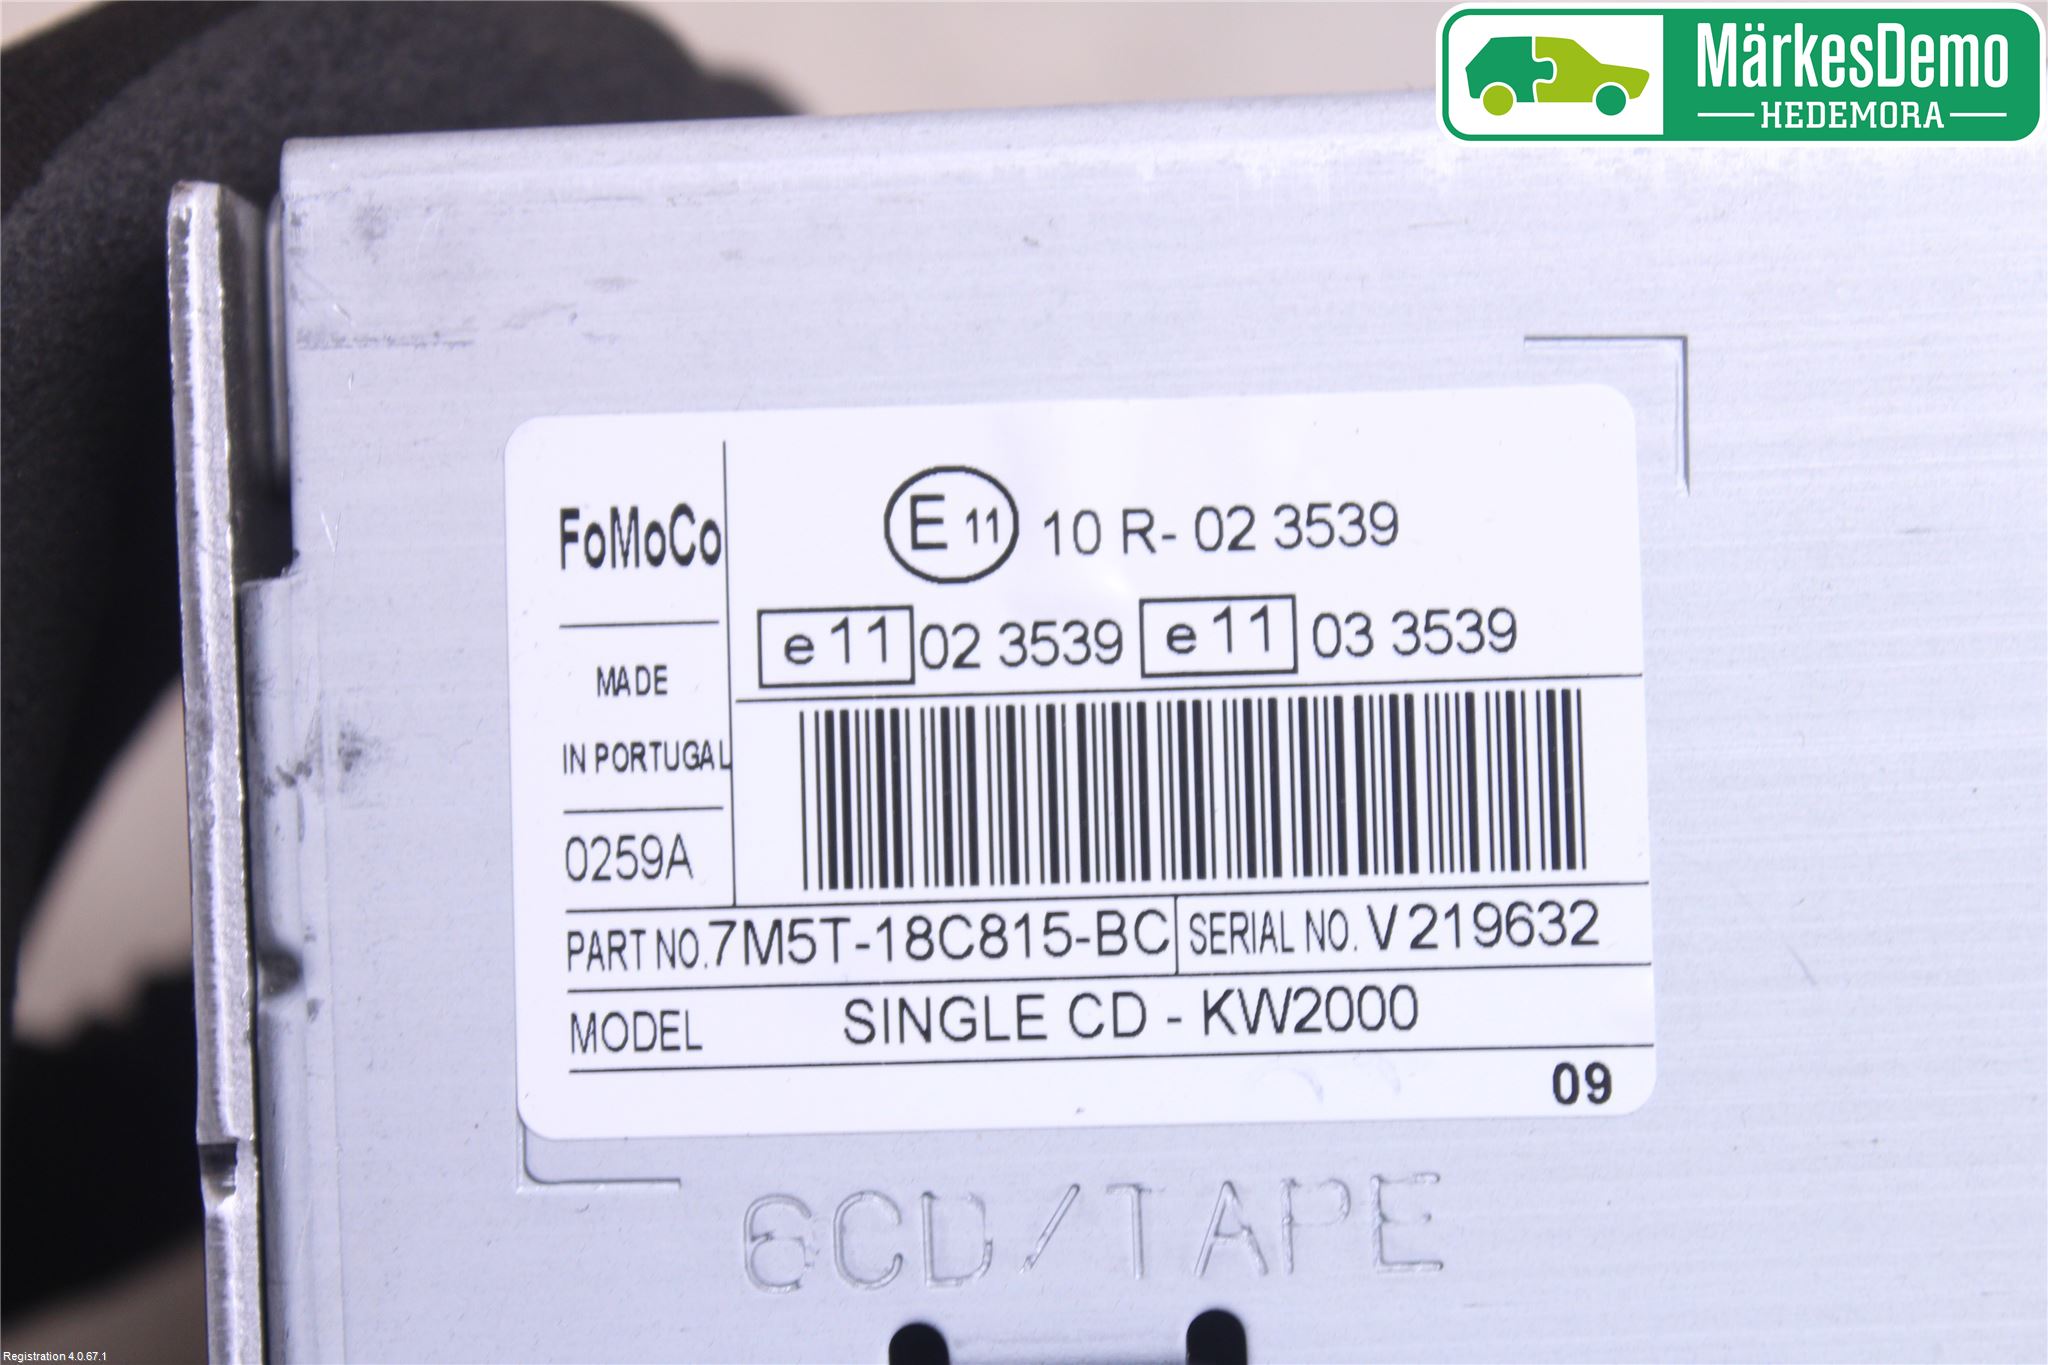 MärkesDemo
HEDEMORA
FoMoCo
MADE
IN PORTUGAL
0259A
E 11 10 R- 02 3539
e 11 02 3539 e 11 03 3539
PART NO. 7M5T-18C815-BC SERIAL NO. V219632
MODEL SINGLE CD - KW2000
09
6CD/TAPE
Registration 4.0.67.1